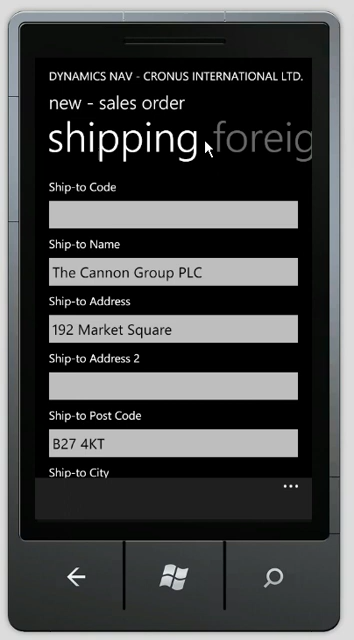 DYNAMICS NAV - CRONUS INTERNATIONAL LTD.
new - sales order
shipping foreig
Ship-to Code
Ship-to Name
The Cannon Group PLC
Ship-to Address
192 Market Square
Ship-to Address 2
Ship-to Post Code
B27 4KT
Ship-to City